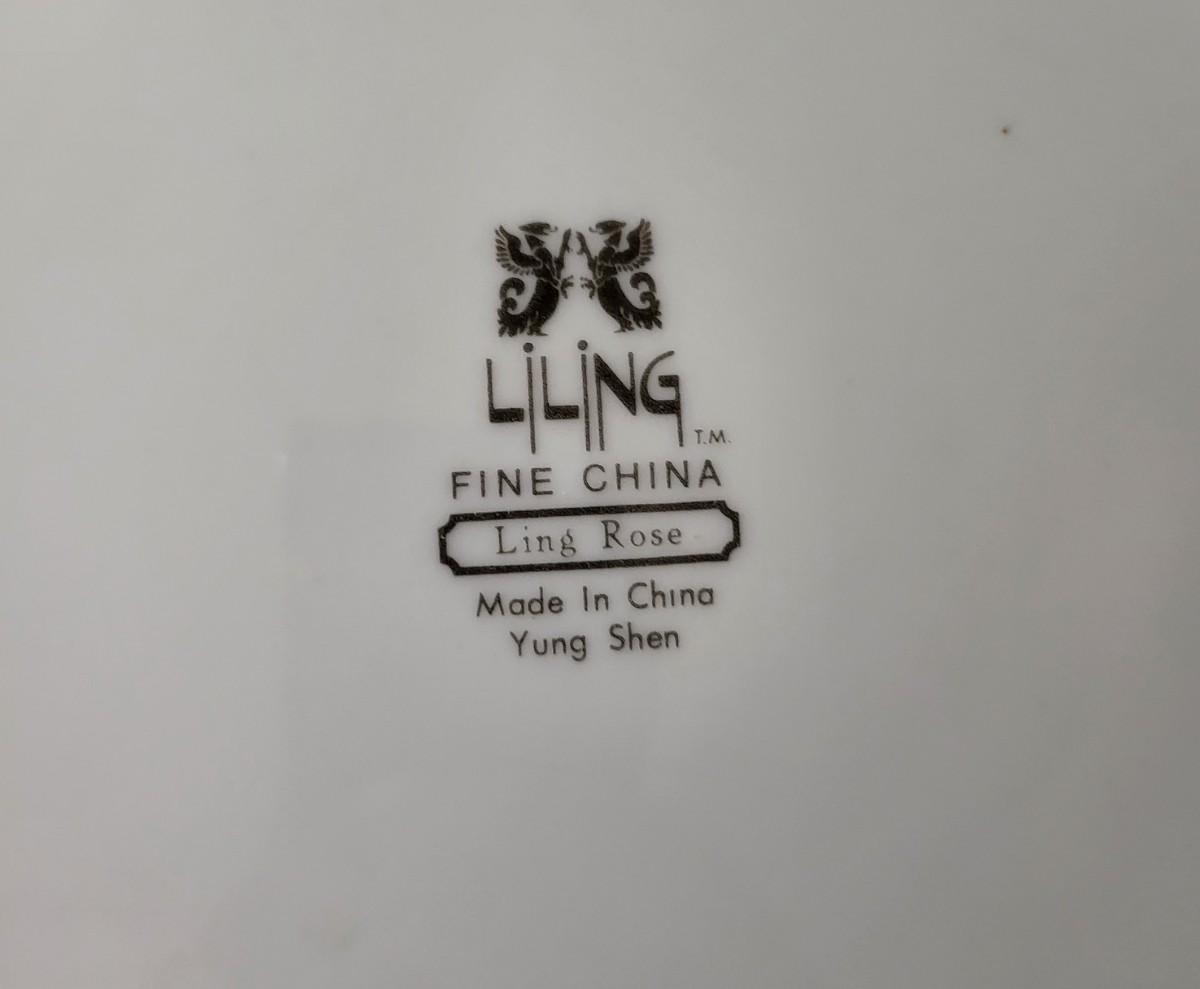 LiLiNG T.M.
FINE CHINA
Ling Rose
Made In China
Yung Shen